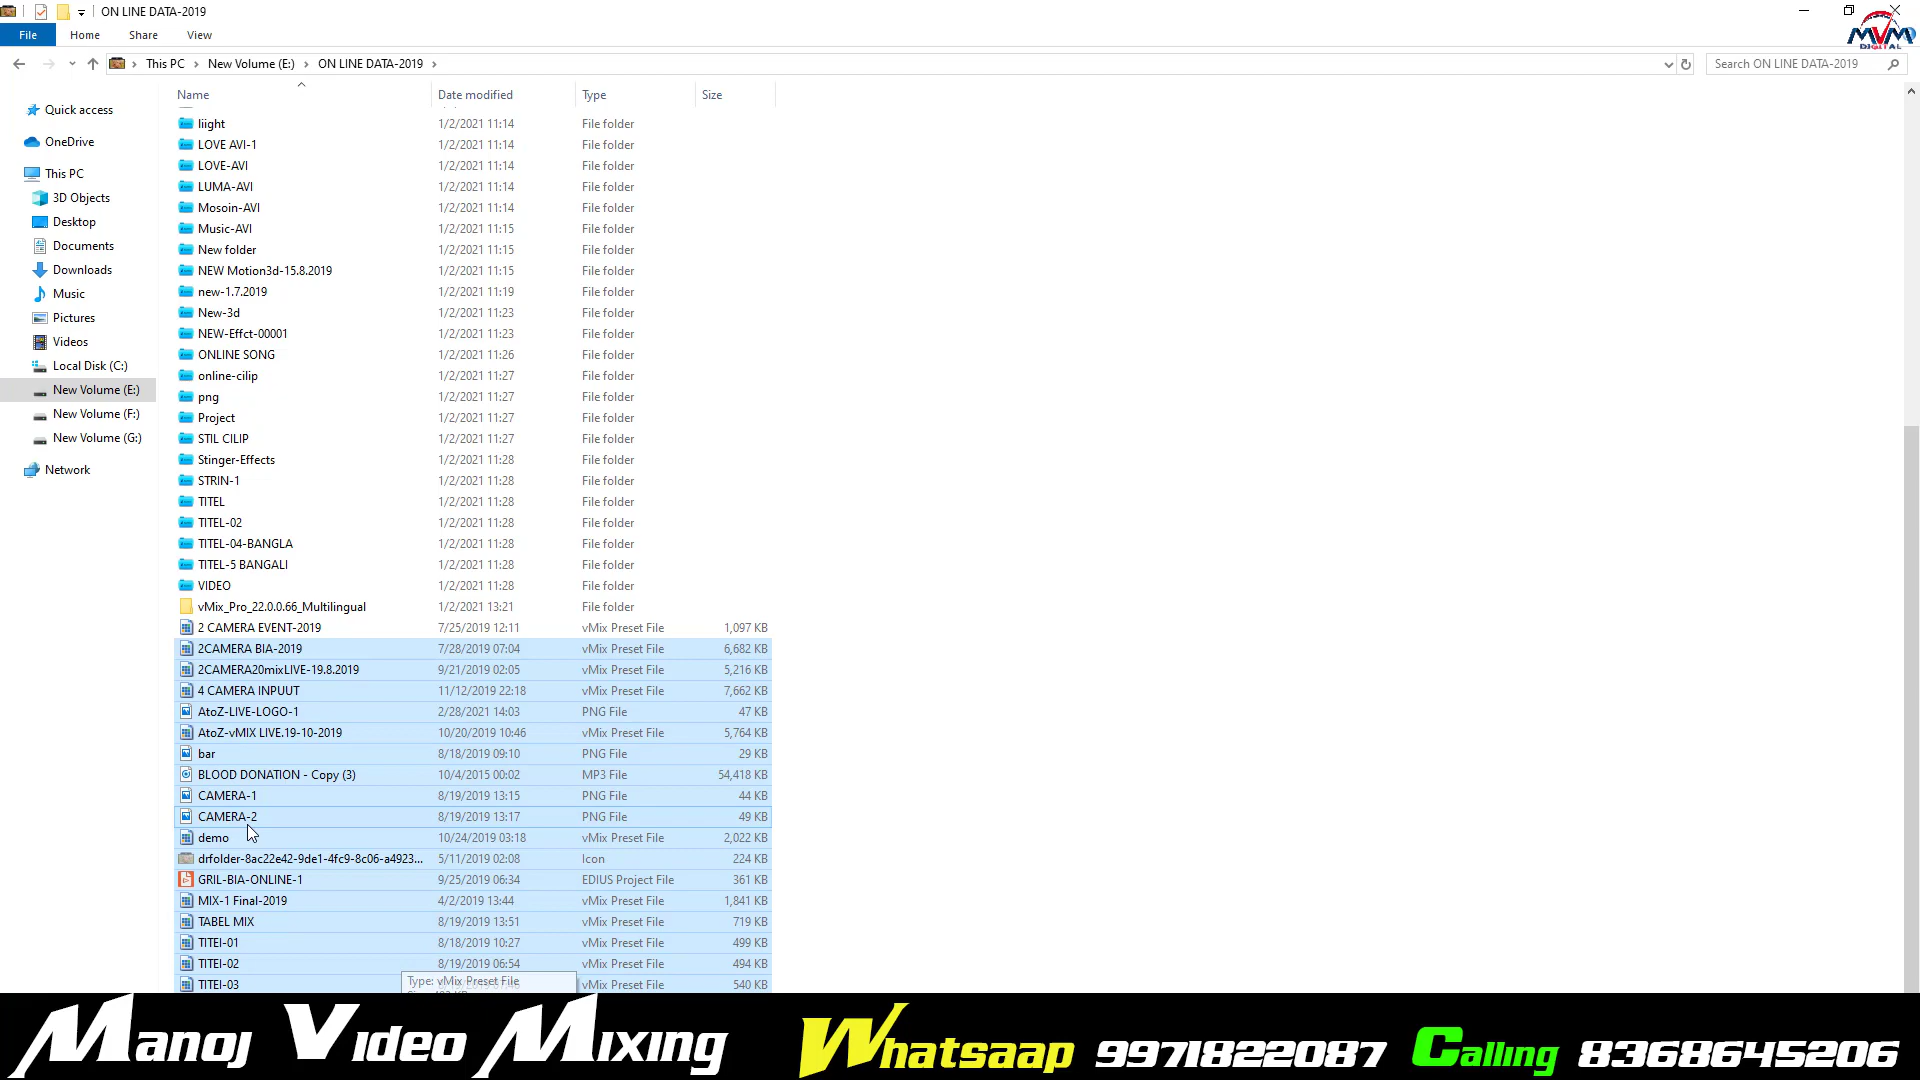 ON LINE DATA-2019
File Home Share View
MVM
DIGITAL
This PC New Volume (E:) ON LINE DATA-2019
Search ON LINE DATA-2019
Quick access
OneDrive
This PC
3D Objects
Desktop
Documents
Downloads
Music
Pictures
Videos
Local Disk (C:)
New Volume (E:)
New Volume (F:)
New Volume (G:)
Network
Name Date modified Type Size
liight 1/2/2021 11:14 File folder
LOVE AVI-1 1/2/2021 11:14 File folder
LOVE-AVI 1/2/2021 11:14 File folder
LUMA-AVI 1/2/2021 11:14 File folder
Mosoin-AVI 1/2/2021 11:14 File folder
Music-AVI 1/2/2021 11:15 File folder
New folder 1/2/2021 11:15 File folder
NEW Motion3d-15.8.2019 1/2/2021 11:15 File folder
new-1.7.2019 1/2/2021 11:19 File folder
New-3d 1/2/2021 11:23 File folder
NEW-Effct-00001 1/2/2021 11:23 File folder
ONLINE SONG 1/2/2021 11:26 File folder
online-cilip 1/2/2021 11:27 File folder
png 1/2/2021 11:27 File folder
Project 1/2/2021 11:27 File folder
STIL CILIP 1/2/2021 11:27 File folder
Stinger-Effects 1/2/2021 11:28 File folder
STRIN-1 1/2/2021 11:28 File folder
TITEL 1/2/2021 11:28 File folder
TITEL-02 1/2/2021 11:28 File folder
TITEL-04-BANGLA 1/2/2021 11:28 File folder
TITEL-5 BANGALI 1/2/2021 11:28 File folder
VIDEO 1/2/2021 11:28 File folder
vMix_Pro_22.0.0.66_Multilingual 1/2/2021 13:21 File folder
2 CAMERA EVENT-2019 7/25/2019 12:11 vMix Preset File 1,097 KB
2CAMERA BIA-2019 7/28/2019 07:04 vMix Preset File 6,682 KB
2CAMERA20mixLIVE-19.8.2019 9/21/2019 02:05 vMix Preset File 5,216 KB
4 CAMERA INPUUT 11/12/2019 22:18 vMix Preset File 7,662 KB
AtoZ-LIVE-LOGO-1 2/28/2021 14:03 PNG File 47 KB
AtoZ-vMIX LIVE.19-10-2019 10/20/2019 10:46 vMix Preset File 5,764 KB
bar 8/18/2019 09:10 PNG File 29 KB
BLOOD DONATION - Copy (3) 10/4/2015 00:02 MP3 File 54,418 KB
CAMERA-1 8/19/2019 13:15 PNG File 44 KB
CAMERA-2 8/19/2019 13:17 PNG File 49 KB
demo 10/24/2019 03:18 vMix Preset File 2,022 KB
drfolder-8ac22e42-9de1-4fc9-8c06-a4923... 5/11/2019 02:08 Icon 224 KB
GRIL-BIA-ONLINE-1 9/25/2019 06:34 EDIUS Project File 361 KB
MIX-1 Final-2019 4/2/2019 13:44 vMix Preset File 1,841 KB
TABEL MIX 8/19/2019 13:51 vMix Preset File 719 KB
TITEI-01 8/18/2019 10:27 vMix Preset File 499 KB
TITEI-02 8/19/2019 06:54 vMix Preset File 494 KB
TITEI-03 vMix Preset File 540 KB
Type: vMix Preset File
Manoj Video Mixing Whatsaap 9971822087 Calling 8368645206